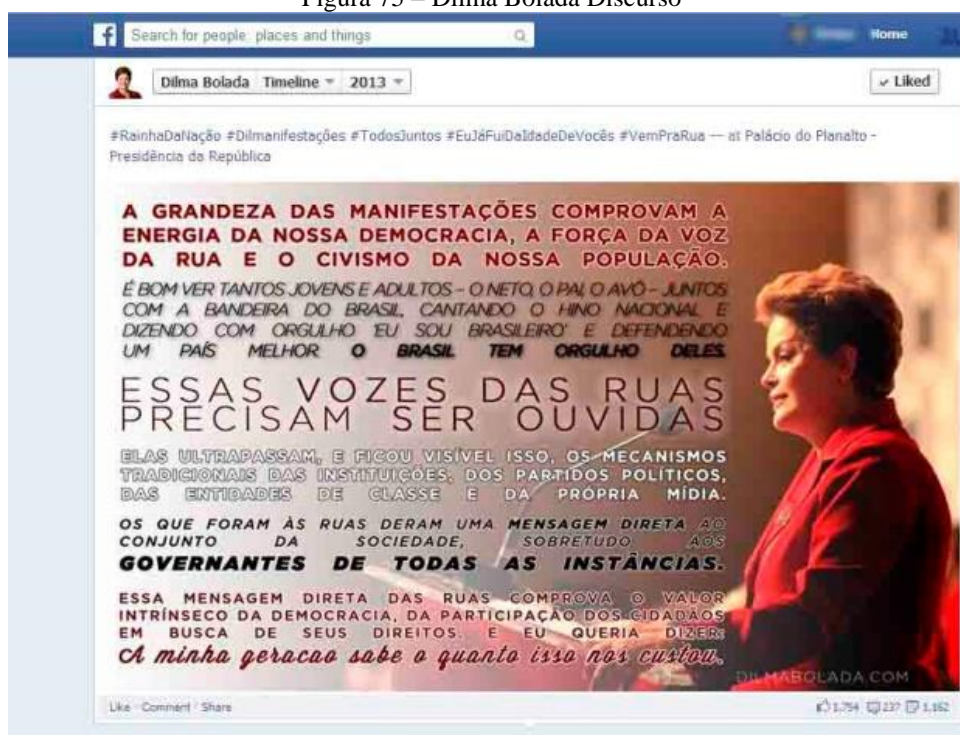 Figura 75 – Dilma Bolada Discurso
Search for people, places and things
Home
Dilma Bolada Timeline 2013
Liked
#RainhaDaNação #Dilmanifestações #TodosJuntos #EuJáFuiDaIdadeDeVocês #VemPraRua — at Palácio do Planalto -
Presidência da República
A GRANDEZA DAS MANIFESTAÇÕES COMPROVAM A
ENERGIA DA NOSSA DEMOCRACIA, A FORÇA DA VOZ
DA RUA E O CIVISMO DA NOSSA POPULAÇÃO.
É BOM VER TANTOS JOVENS E ADULTOS – O NETO, O PAI, O AVÔ – JUNTOS
COM A BANDEIRA DO BRASIL, CANTANDO O HINO NACIONAL E
DIZENDO COM ORGULHO 'EU SOU BRASILEIRO' E DEFENDENDO
UM PAÍS MELHOR. O BRASIL TEM ORGULHO DELES.
ESSAS VOZES DAS RUAS
PRECISAM SER OUVIDAS
ELAS ULTRAPASSAM, E FICOU VISÍVEL ISSO, OS MECANISMOS
TRADICIONAIS DAS INSTITUIÇÕES, DOS PARTIDOS POLÍTICOS,
DAS ENTIDADES DE CLASSE E DA PRÓPRIA MÍDIA.
OS QUE FORAM ÀS RUAS DERAM UMA MENSAGEM DIRETA AO
CONJUNTO DA SOCIEDADE, SOBRETUDO AOS
GOVERNANTES DE TODAS AS INSTÂNCIAS.
ESSA MENSAGEM DIRETA DAS RUAS COMPROVA O VALOR
INTRÍNSECO DA DEMOCRACIA, DA PARTICIPAÇÃO DOS CIDADÃOS
EM BUSCA DE SEUS DIREITOS. E EU QUERIA DIZER:
A minha geracao sabe o quanto isso nos custou.
DILMABOLADA.COM
Like · Comment · Share
1,754 237 1,162